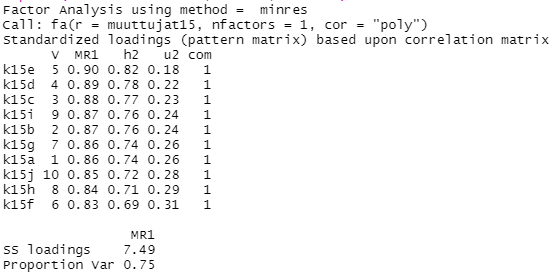 Factor Analysis using method =  minres
Call: fa(r = muuttujat15, nfactors = 1, cor = "poly")
Standardized loadings (pattern matrix) based upon correlation matrix
      V  MR1   h2   u2 com
k15e  5 0.90 0.82 0.18   1
k15d  4 0.89 0.78 0.22   1
k15c  3 0.88 0.77 0.23   1
k15i  9 0.87 0.76 0.24   1
k15b  2 0.87 0.76 0.24   1
k15g  7 0.86 0.74 0.26   1
k15a  1 0.86 0.74 0.26   1
k15j 10 0.85 0.72 0.28   1
k15h  8 0.84 0.71 0.29   1
k15f  6 0.83 0.69 0.31   1
                MR1
SS loadings    7.49
Proportion Var 0.75